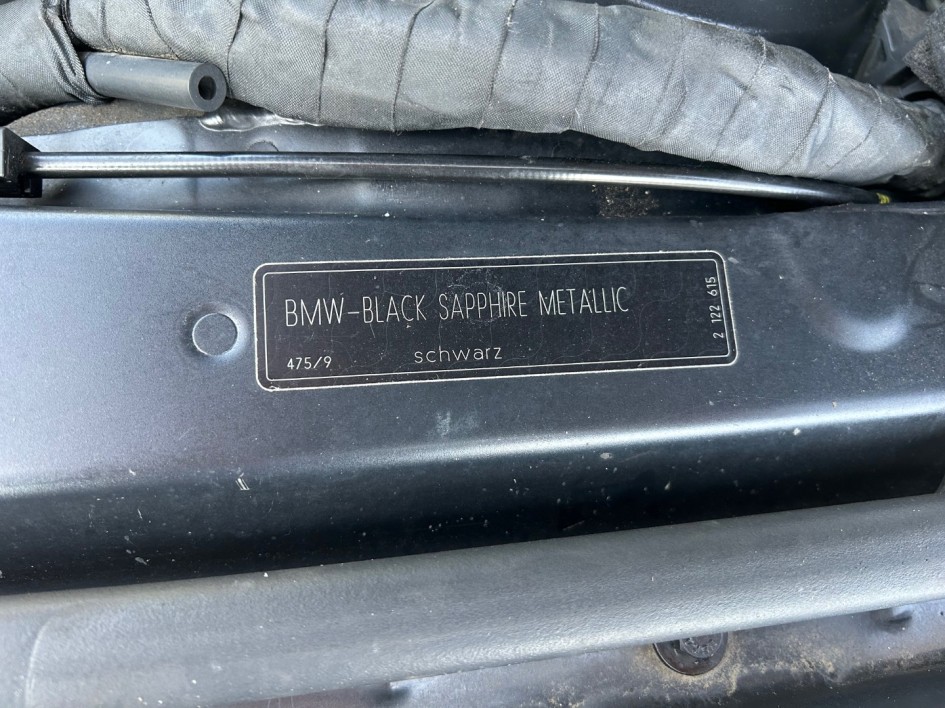 BMW-BLACK SAPPHIRE METALLIC
475/9 schwarz
2 122 615